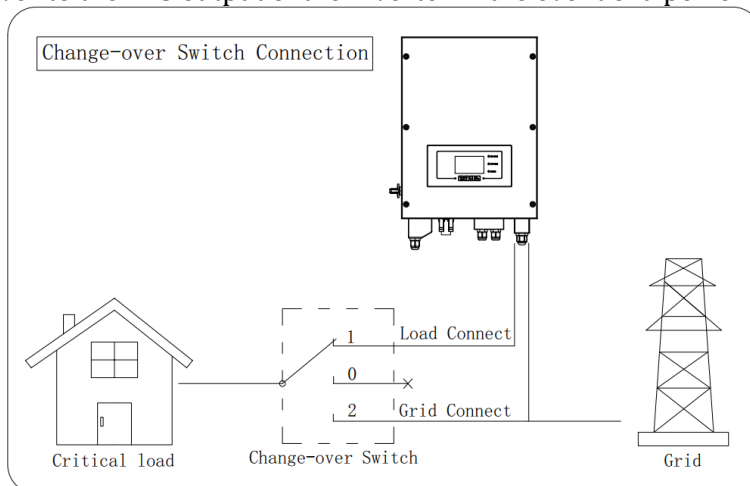 Change-over Switch Connection
1 Load Connect
0
2 Grid Connect
Critical load
Change-over Switch
Grid